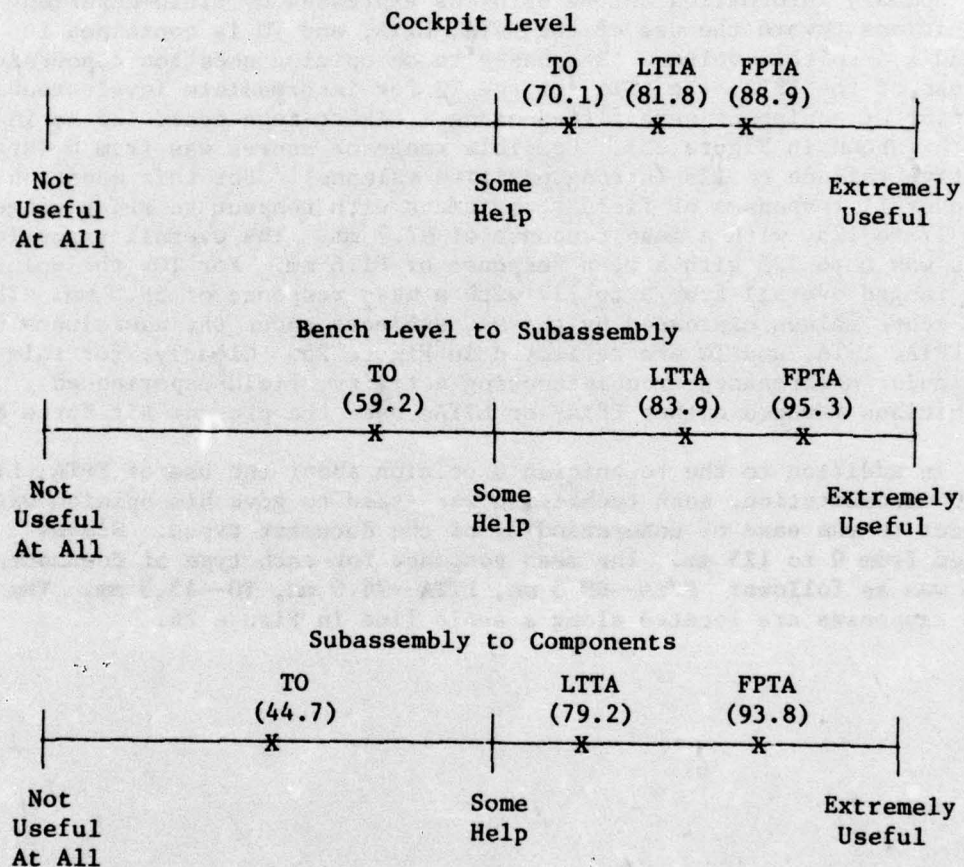 Cockpit Level
TO LTTA FPTA
(70.1) (81.8) (88.9)
X X X
Not Some Extremely
Useful Help Useful
At All
Bench Level to Subassembly
TO LTTA FPTA
(59.2) (83.9) (95.3)
X X X
Not Some Extremely
Useful Help Useful
At All
Subassembly to Components
TO LTTA FPTA
(44.7) (79.2) (93.8)
X X X
Not Some Extremely
Useful Help Useful
At All